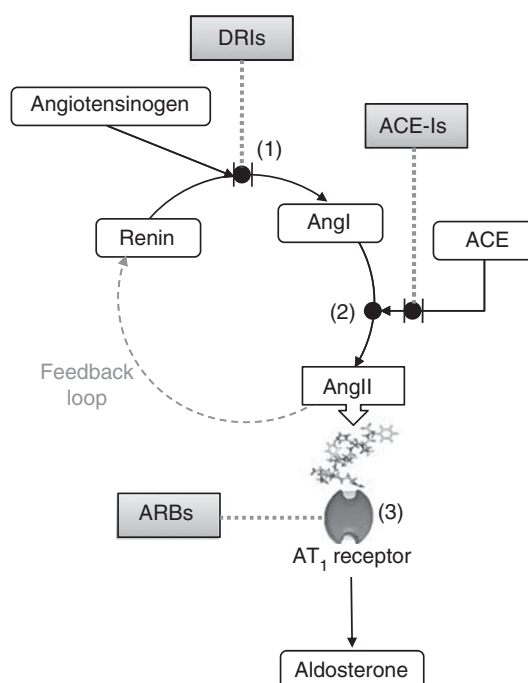 DRIs
Angiotensinogen
(1)
ACE-Is
Renin
AngI
ACE
(2)
Feedback
loop
AngII
ARBs
(3)
AT₁ receptor
Aldosterone